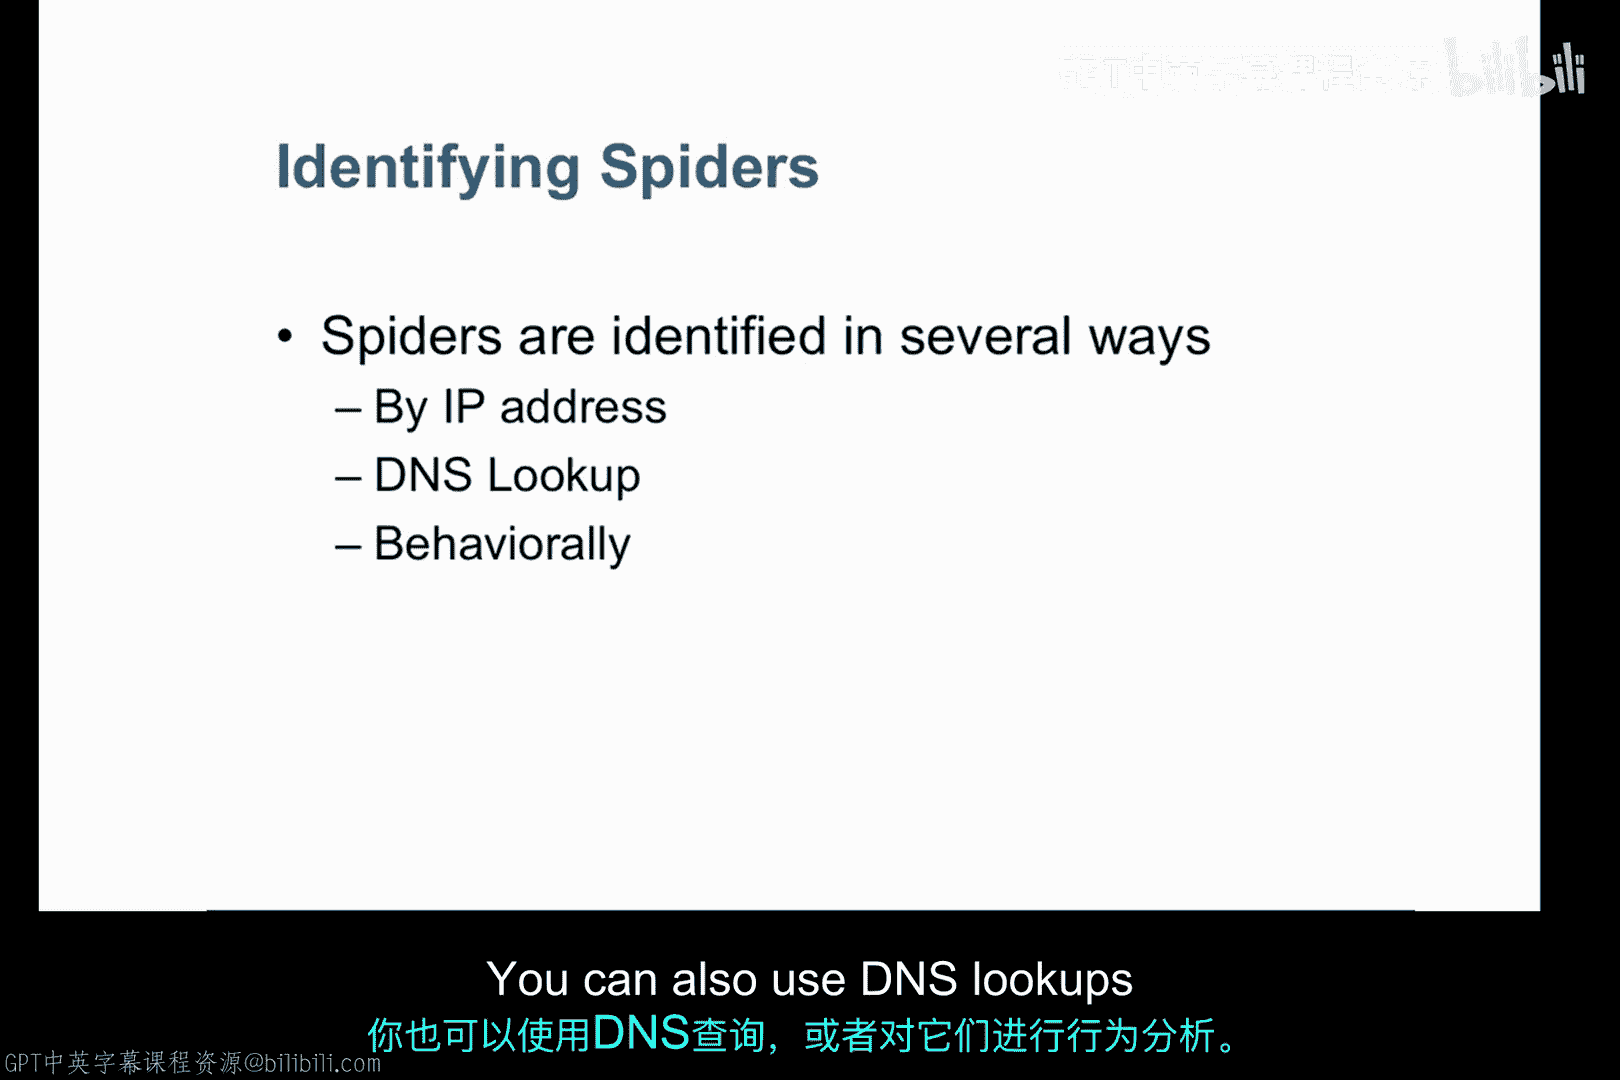 bilibili
Identifying Spiders
• Spiders are identified in several ways
– By IP address
– DNS Lookup
– Behaviorally
You can also use DNS lookups
你也可以使用DNS查询，或者对它们进行行为分析。
GPT中英字幕课程资源@bilibili.com